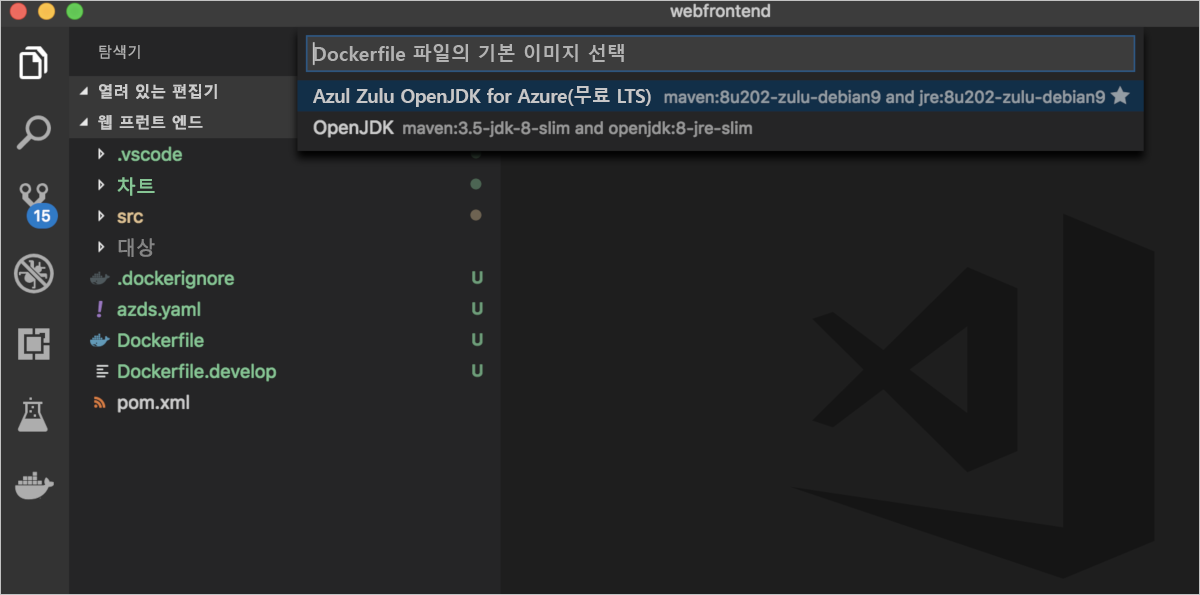 webfrontend
탐색기
Dockerfile 파일의 기본 이미지 선택
열려 있는 편집기
Azul Zulu OpenJDK for Azure(무료 LTS) maven:8u202-zulu-debian9 and jre:8u202-zulu-debian9
웹 프런트 엔드
OpenJDK maven:3.5-jdk-8-slim and openjdk:8-jre-slim
.vscode
차트
src
15
대상
.dockerignore U
! azds.yaml U
Dockerfile U
Dockerfile.develop U
pom.xml